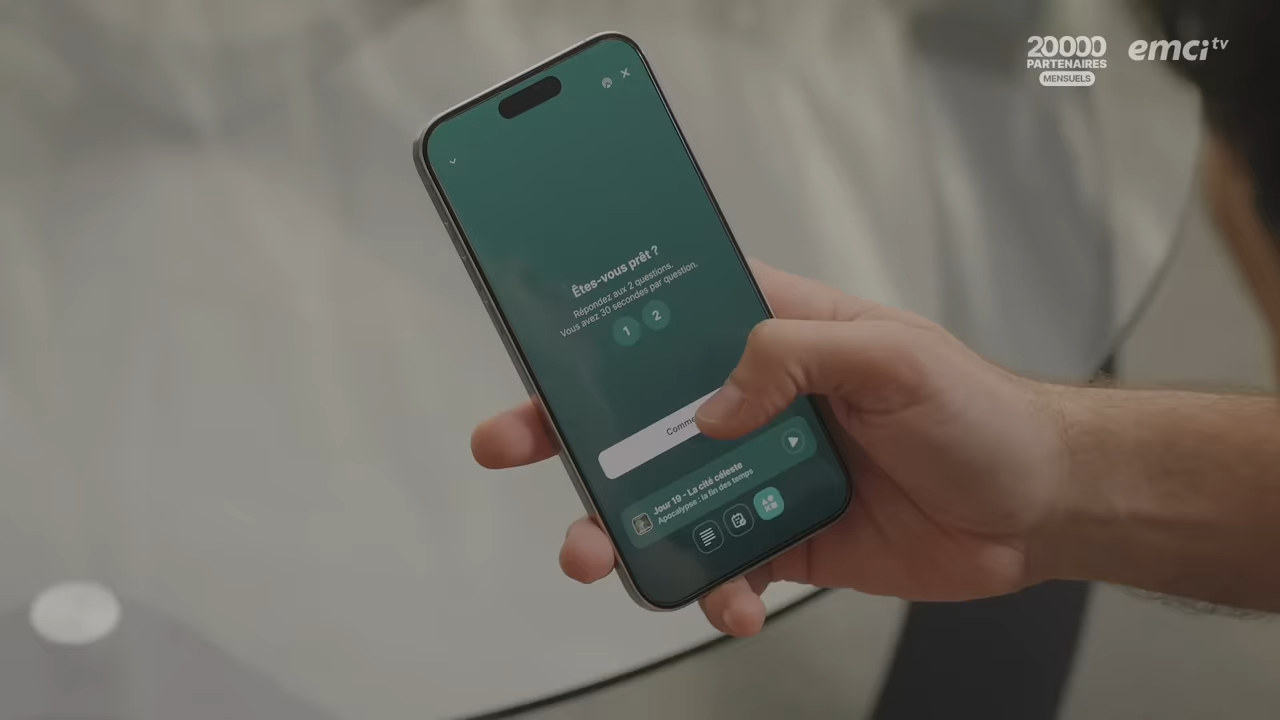 20000
PARTENAIRES
MENSUELS
emci tv
Êtes-vous prêt ?
Répondez aux 2 questions.
Vous avez 30 secondes par question.
1 2
Jour 19 - La cité céleste
Apocalypse : la fin des temps